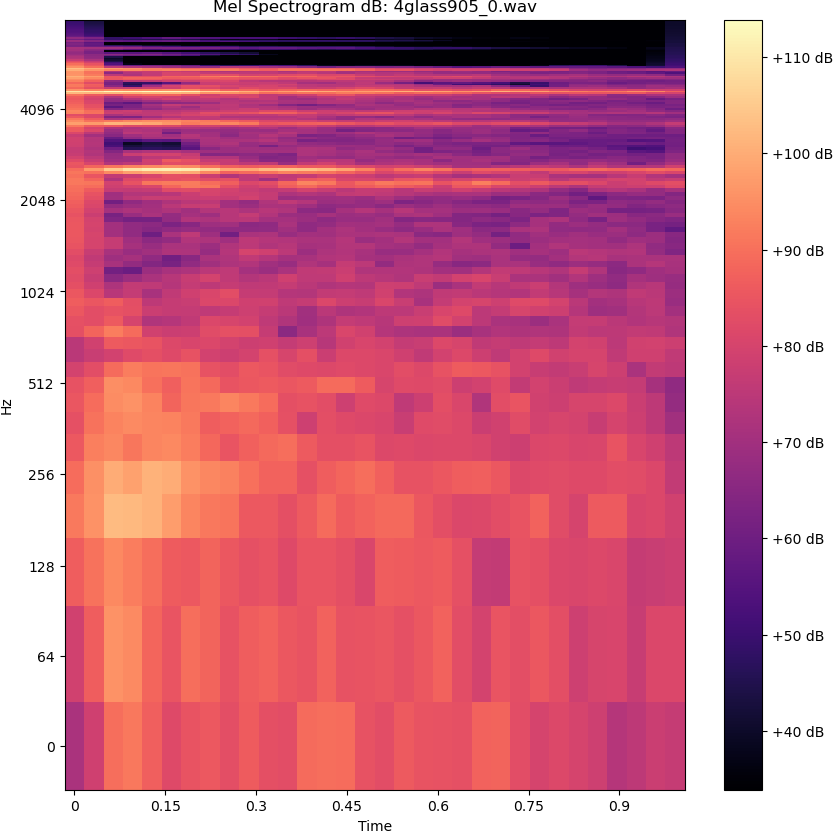 Mel Spectrogram dB: 4glass905_0.wav
+110 dB
4096
+100 dB
2048
+90 dB
1024
+80 dB
512
Hz
+70 dB
256
+60 dB
128
64
+50 dB
0
+40 dB
0 0.15 0.3 0.45 0.6 0.75 0.9
Time